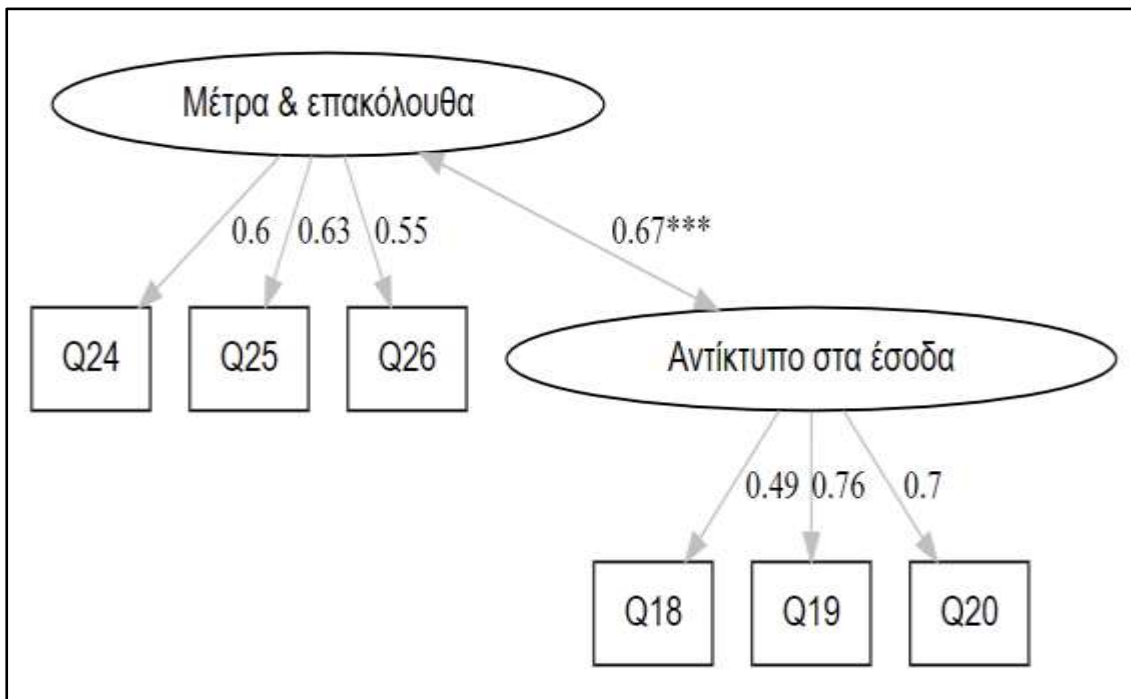 Μέτρα & επακόλουθα
0.6
0.63
0.55
0.67***
Q24
Q25
Q26
Αντίκτυπο στα έσοδα
0.49
0.76
0.7
Q18
Q19
Q20